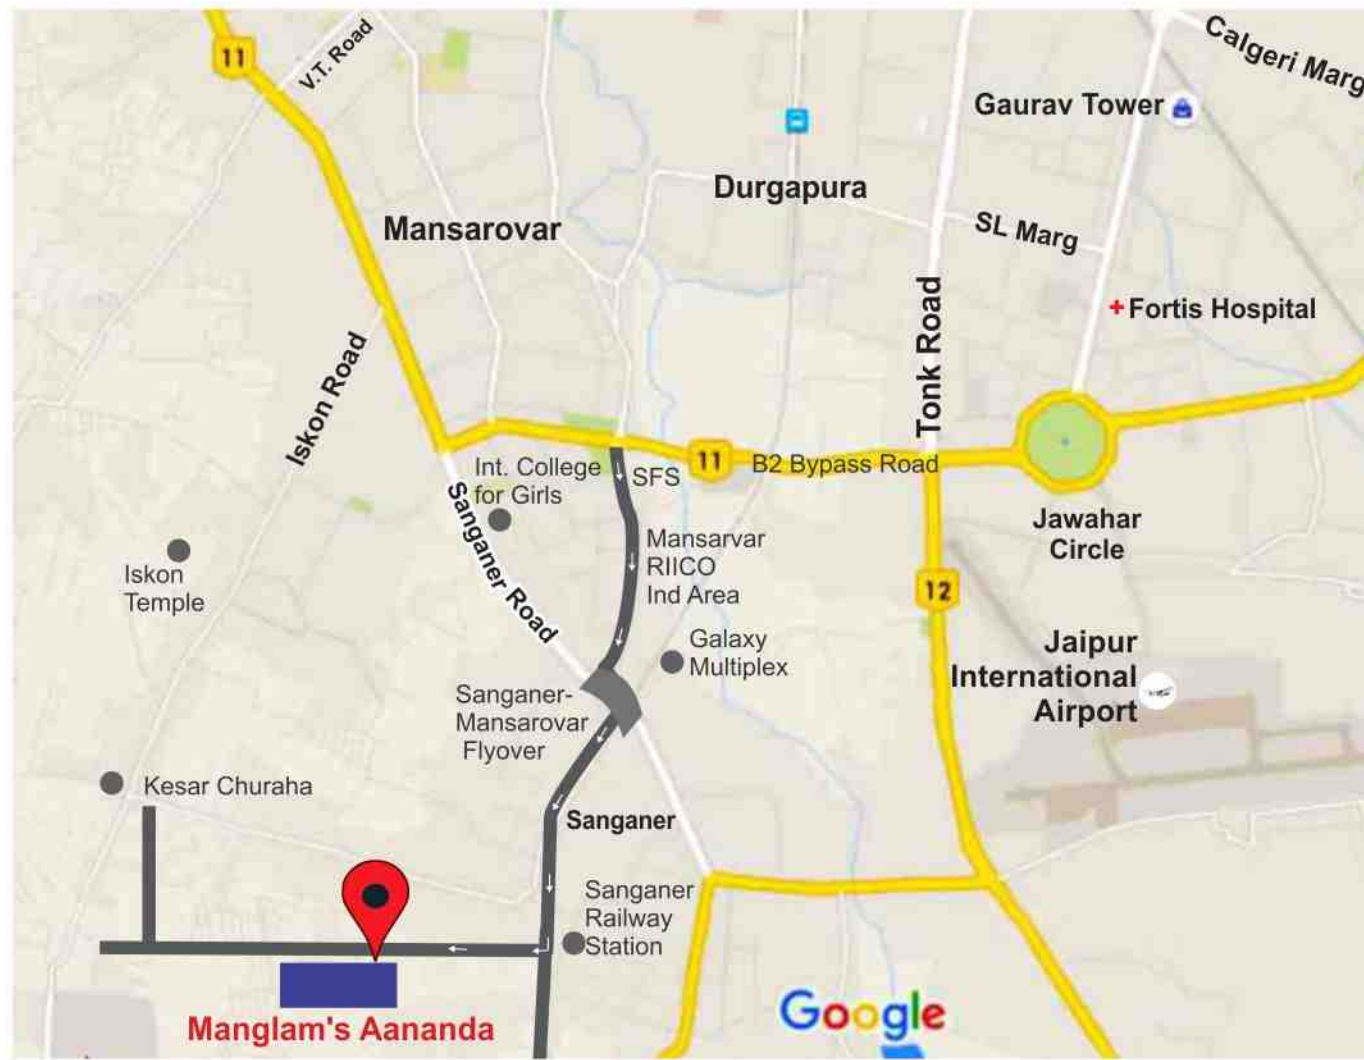 11
V.T. Road
Calgeri Marg
Gaurav Tower
Durgapura
Mansarovar
SL Marg
Fortis Hospital
Tonk Road
Iskon Road
Int. College
for Girls
SFS
11
B2 Bypass Road
Sanganer Road
Jawahar
Circle
Mansarvar
RIICO
Ind Area
Iskon
Temple
12
Galaxy
Multiplex
Jaipur
International
Airport
Sanganer-
Mansarovar
Flyover
Kesar Churaha
Sanganer
Sanganer
Railway
Station
Manglam's Aananda
Google